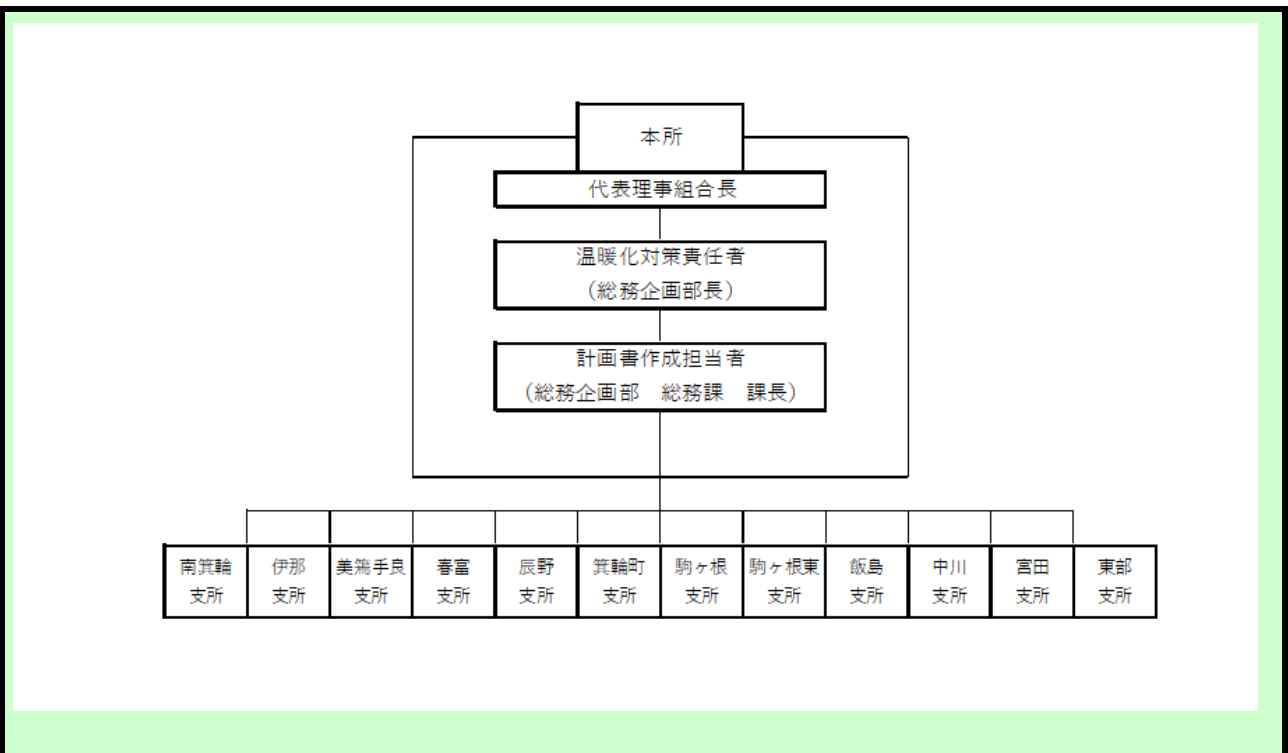 本所
代表理事組合長
温暖化対策責任者
（総務企画部長）
計画書作成担当者
（総務企画部　総務課　課長）
南箕輪
支所
伊那
支所
美篶手良
支所
春富
支所
辰野
支所
箕輪町
支所
駒ヶ根
支所
駒ヶ根東
支所
飯島
支所
中川
支所
宮田
支所
東部
支所